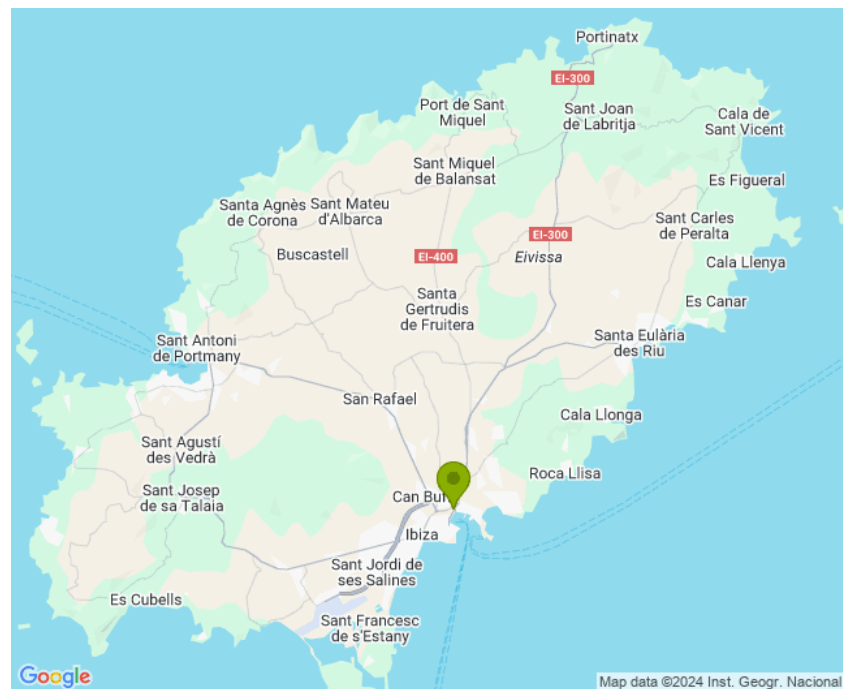 Portinatx
EI-300
Port de Sant
Miquel
Sant Joan
de Labritja
Cala de
Sant Vicent
Sant Miquel
de Balansat
Es Figueral
Santa Agnès
de Corona
Sant Mateu
d'Albarca
Sant Carles
de Peralta
EI-300
Buscastell
EI-400
Eivissa
Cala Llenya
Santa
Gertrudis
de Fruitera
Es Canar
Sant Antoni
de Portmany
Santa Eulària
des Riu
San Rafael
Cala Llonga
Sant Agustí
des Vedrà
Roca Llisa
Sant Josep
de sa Talaia
Can Buf
Ibiza
Sant Jordi de
ses Salines
Es Cubells
Sant Francesc
de s'Estany
Google
Map data ©2024 Inst. Geogr. Nacional